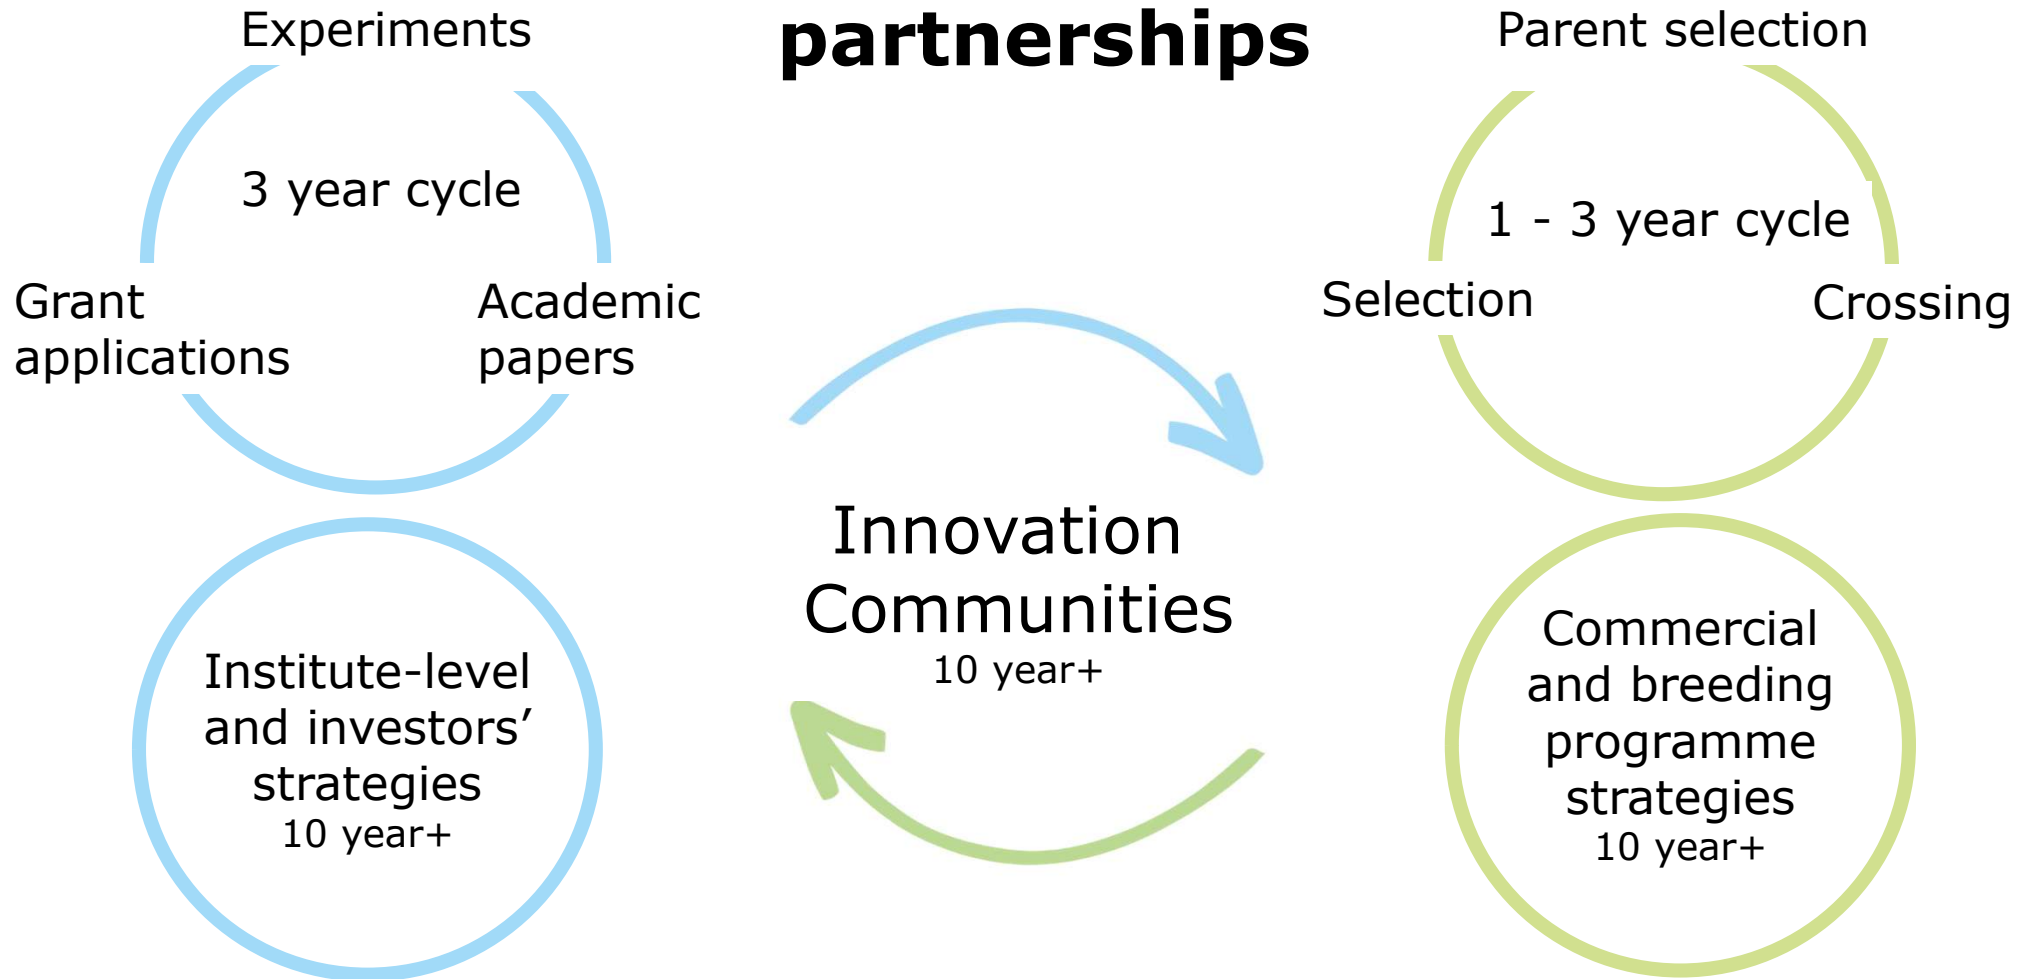 partnerships
Experiments
3 year cycle
Grant
applications
Academic
papers
Institute-level
and investors’
strategies
10 year+
Innovation
Communities
10 year+
Parent selection
1 - 3 year cycle
Selection
Crossing
Commercial
and breeding
programme
strategies
10 year+